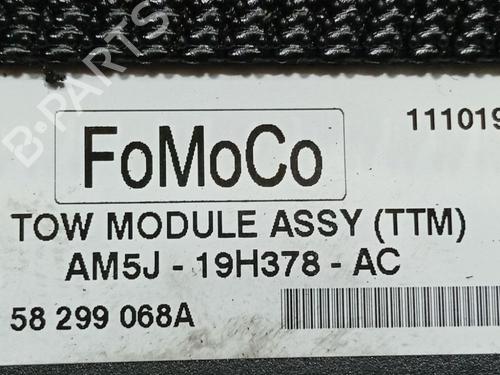 B-PARTS
111019
FoMoCo
TOW MODULE ASSY (TTM)
AM5J - 19H378 - AC
58 299 068A